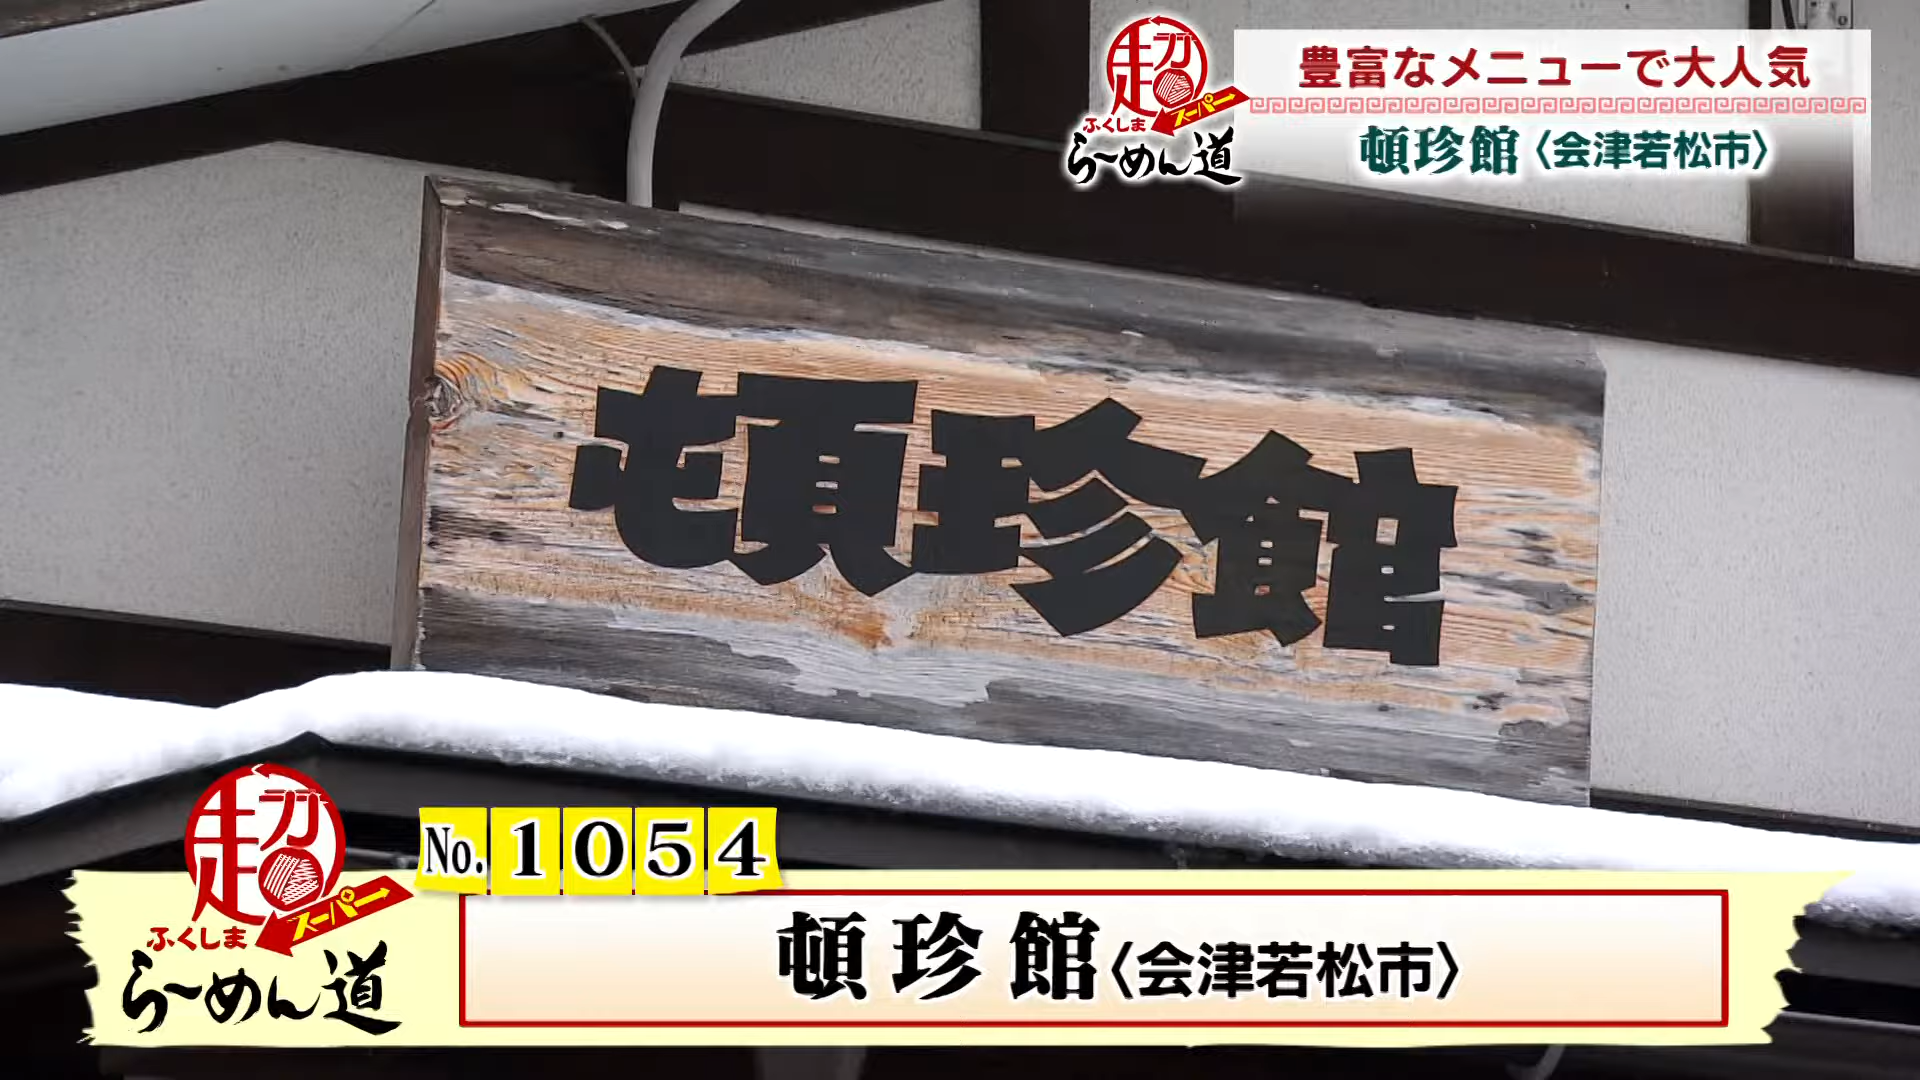 超
スーパー
ふくしま
らーめん道
豊富なメニューで大人気
頓珍館〈会津若松市〉
頓珍館
超
スーパー
ふくしま
らーめん道
No.1054
頓珍館〈会津若松市〉